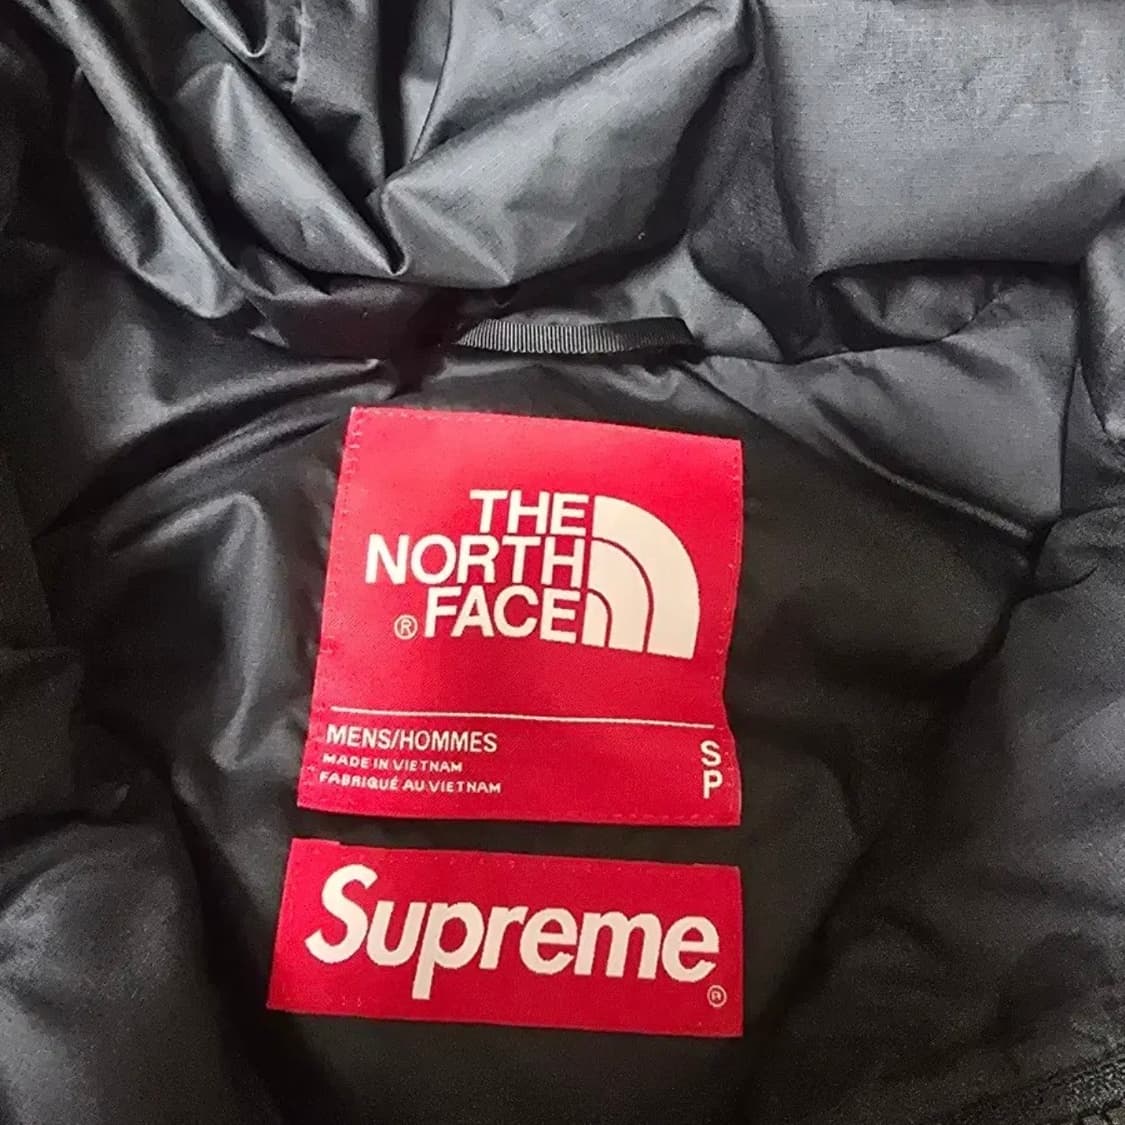 THE
NORTH
® FACE
MENS/HOMMES
MADE IN VIETNAM
FABRIQUÉ AU VIETNAM
S
P
Supreme
®